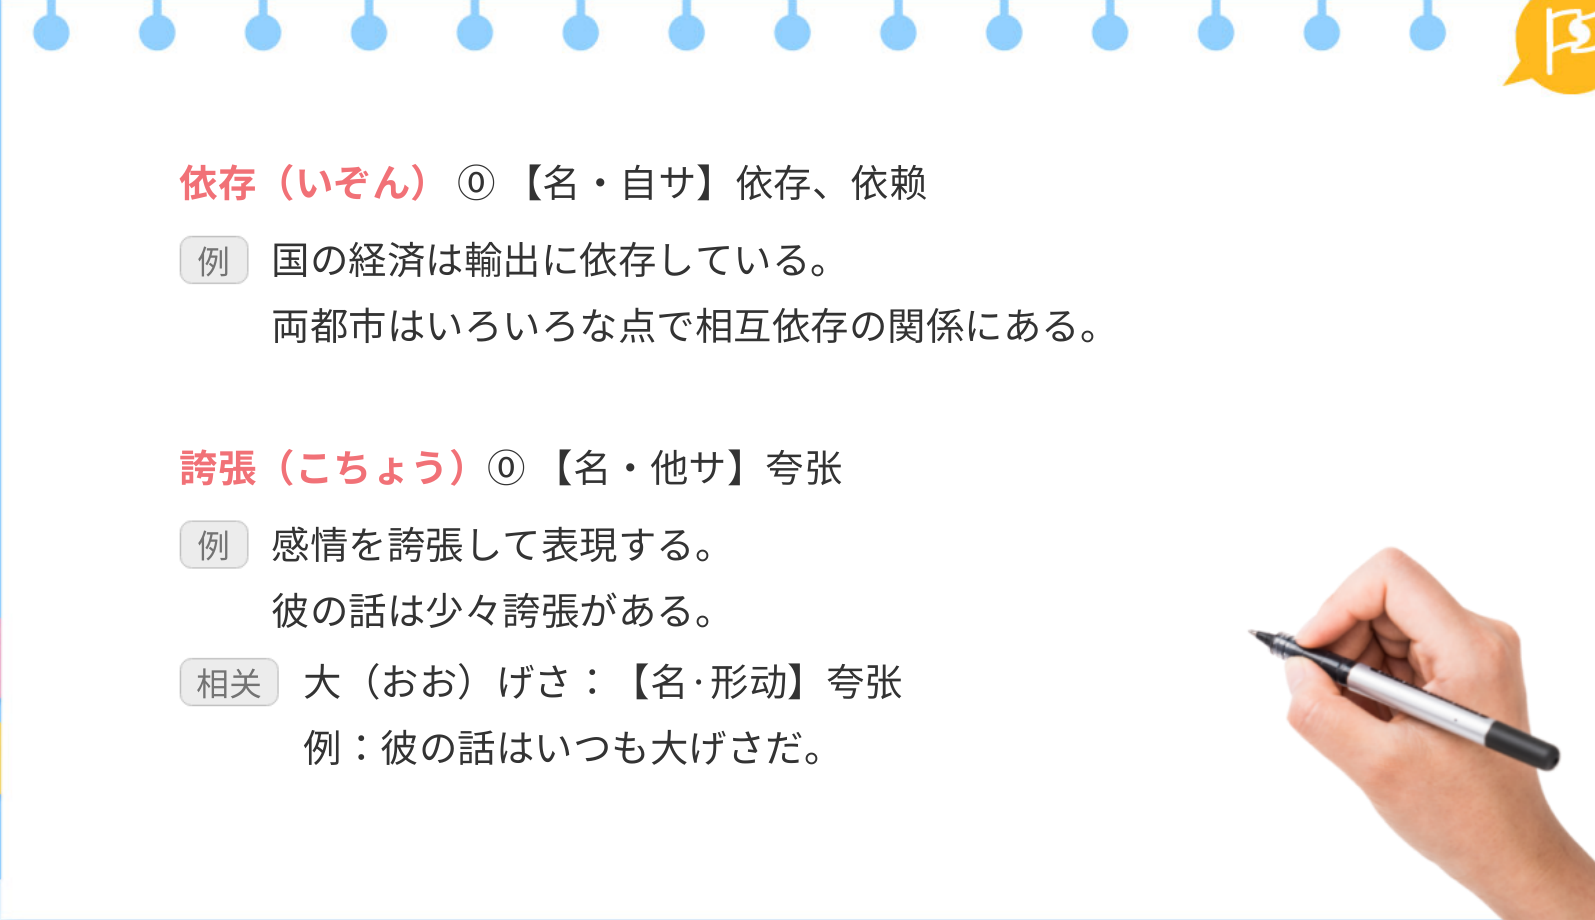 依存（いぞん） ⓪ 【名・自サ】依存、依赖
例 国の経済は輸出に依存している。
両都市はいろいろな点で相互依存の関係にある。
誇張（こちょう）⓪ 【名・他サ】夸张
例 感情を誇張して表現する。
彼の話は少々誇張がある。
相关 大（おお）げさ：【名·形动】夸张
例：彼の話はいつも大げさだ。